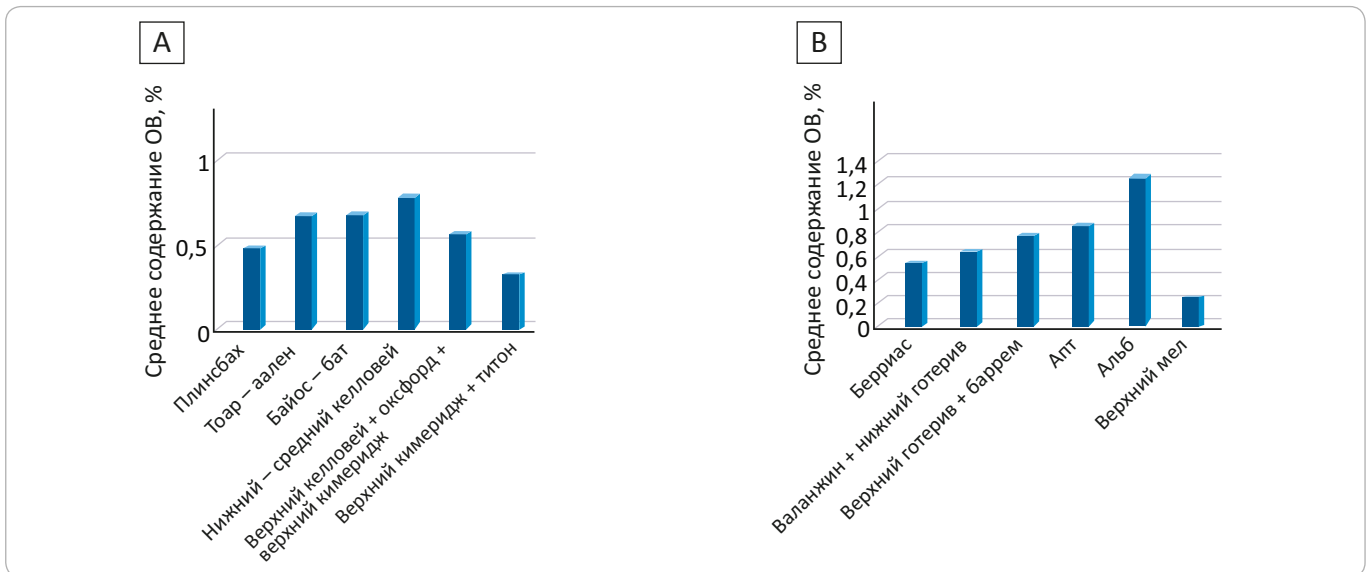 A
Среднее содержание ОВ, %
1
0,5
0
Плинсбах
Тоар – аален
Байос – бат
Нижний – средний келловей
Верхний келловей + оксфорд +
верхний кимеридж
Верхний кимеридж + титон
B
Среднее содержание ОВ, %
1,4
1,2
1
0,8
0,6
0,4
0,2
0
Берриас
Валанжин + нижний готерив
Верхний готерив + баррем
Апт
Альб
Верхний мел